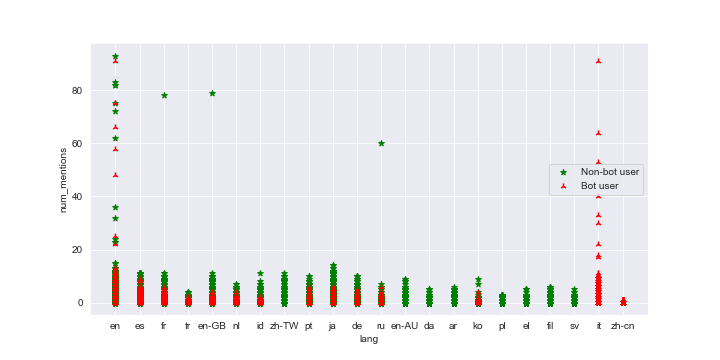 80
60
40
20
0
num_mentions
Non-bot user
Bot user
en es fr tr en-GB nl id zh-TW pt ja de ru en-AU da ar ko pl el fil sv it zh-cn
lang